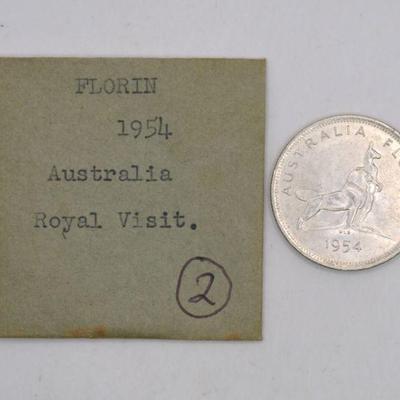 FLORIN
1954
Australia
Royal Visit.
2
AUSTRALIA FL
1954